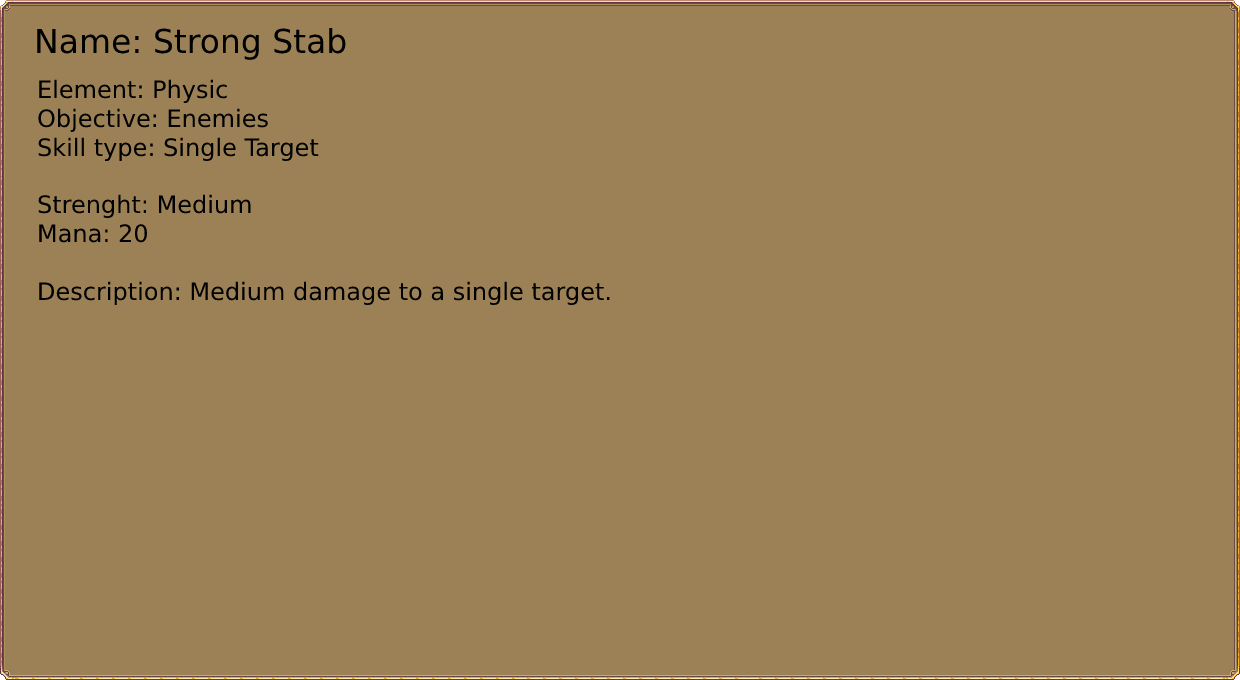 Name: Strong Stab
Element: Physic
Objective: Enemies
Skill type: Single Target
Strenght: Medium
Mana: 20
Description: Medium damage to a single target.